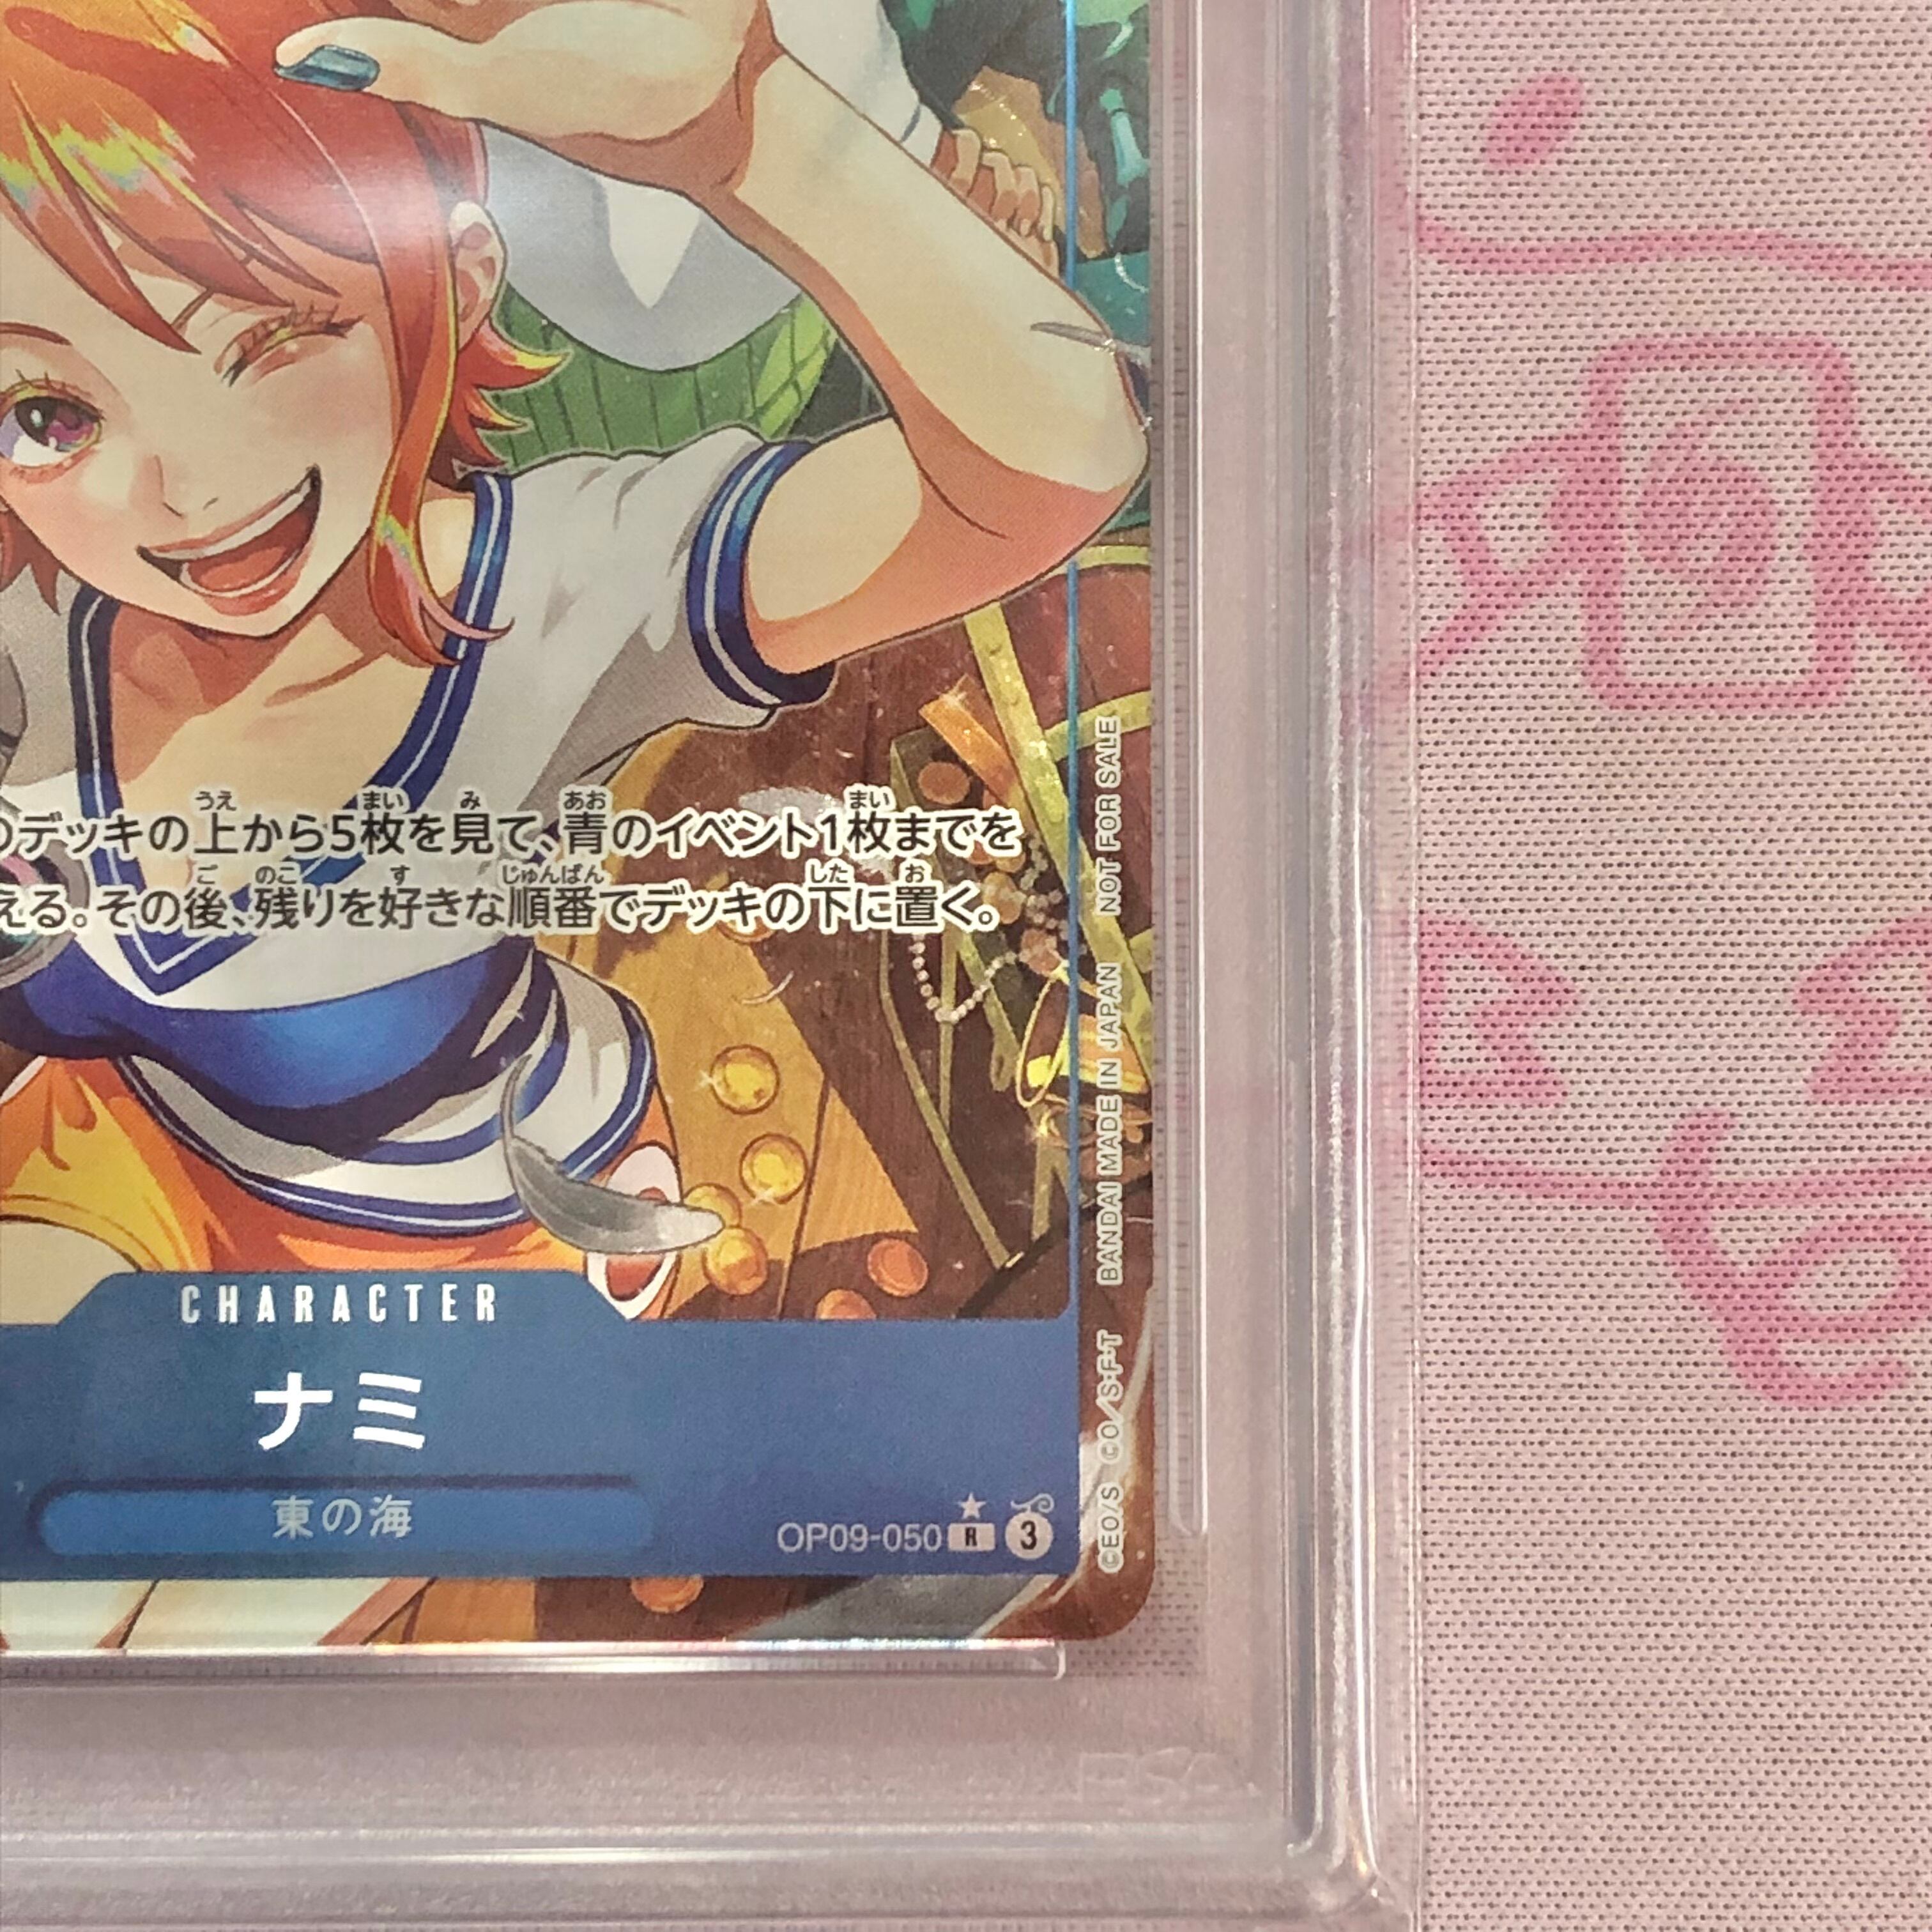 のデッキの上から5枚を見て、青のイベント1枚までを
える。その後、残りを好きな順番でデッキの下に置く。
CHARACTER
ナミ
東の海
OP09-050 R 3
©EO/S ©O/S・F・T BANDAI MADE IN JAPAN NOT FOR SALE
PSA